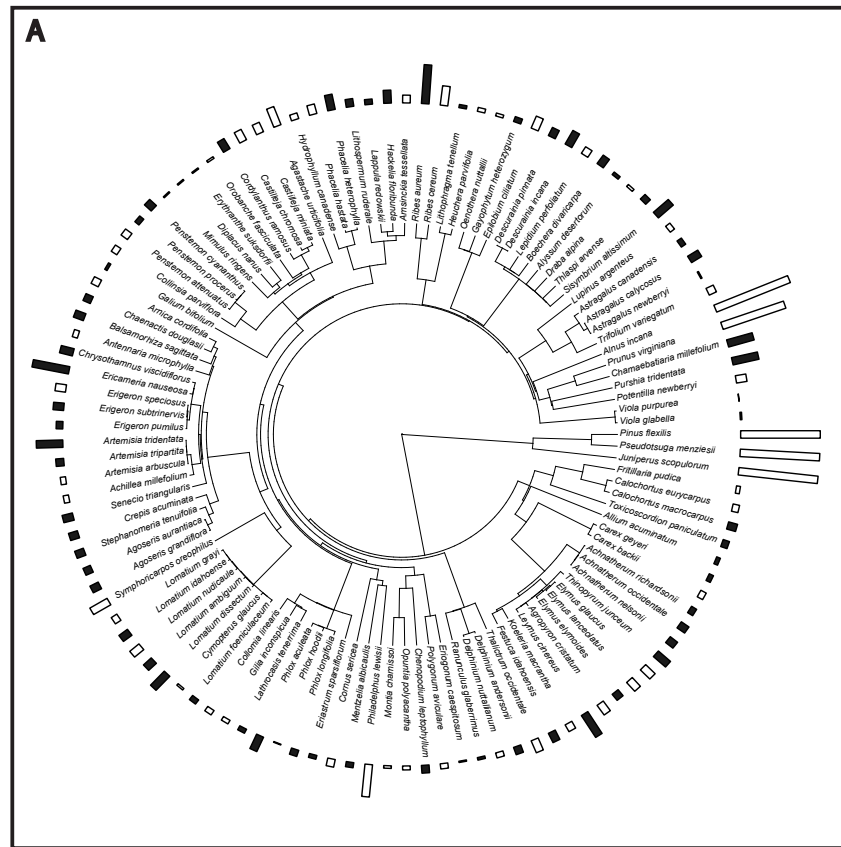 A
Ribes aureum
Ribes cereum
Lithophragma tenellum
Heuchera parvifolia
Oenothera nuttallii
Gayophytum heterozygum
Epilobium ciliatum
Descurainia pinnata
Descurainia incana
Lepidium perfoliatum
Boechera divaricarpa
Alyssum desertorum
Draba alpina
Thlaspi arvense
Sisymbrium altissimum
Lupinus argenteus
Astragalus canadensis
Astragalus calycosus
Astragalus newberryi
Trifolium variegatum
Alnus incana
Prunus virginiana
Chamaebatiaria millefolium
Purshia tridentata
Potentilla newberryi
Viola purpurea
Viola glabella
Pinus flexilis
Pseudotsuga menziesii
Juniperus scopulorum
Fritillaria pudica
Calochortus eurycarpus
Calochortus macrocarpus
Toxicoscordion paniculatum
Allium acuminatum
Carex geyeri
Carex backii
Achnatherum richardsonii
Achnatherum occidentale
Achnatherum nelsonii
Thinopyrum junceum
Elymus glaucus
Elymus lanceolatus
Elymus elymoides
Agropyron cristatum
Leymus cinereus
Koeleria macrantha
Festuca idahoensis
Thalictrum occidentale
Delphinium andersonii
Delphinium nuttallianum
Ranunculus glaberrimus
Eriogonum caespitosum
Polygonum aviculare
Chenopodium leptophyllum
Opuntia polyacantha
Montia chamissoi
Philadelphus lewisii
Mentzelia albicaulis
Cornus sericea
Eriastrum sparsiflorum
Phlox longifolia
Phlox hoodii
Phlox aculeata
Lathrocasis tenerrima
Gilia inconspicua
Collomia linearis
Lomatium foeniculaceum
Cymopterus glaucus
Lomatium dissectum
Lomatium ambiguum
Lomatium nudicaule
Lomatium idahoense
Lomatium grayi
Symphoricarpos oreophilus
Agoseris grandiflora
Agoseris aurantiaca
Stephanomeria tenuifolia
Crepis acuminata
Senecio triangularis
Achillea millefolium
Artemisia arbuscula
Artemisia tripartita
Artemisia tridentata
Erigeron pumilus
Erigeron subtrinervis
Erigeron speciosus
Ericameria nauseosa
Chrysothamnus viscidiflorus
Antennaria microphylla
Balsamorhiza sagittata
Chaenactis douglasii
Arnica cordifolia
Galium bifolium
Collinsia parviflora
Penstemon attenuatus
Penstemon procerus
Penstemon cyananthus
Mimulus ringens
Diplacus nanus
Erythranthe suksdorfii
Orobanche fasciculata
Cordylanthus ramosus
Castilleja chromosa
Castilleja miniata
Agastache urticifolia
Hydrophyllum canadense
Phacelia hastata
Phacelia heterophylla
Lithospermum ruderale
Lappula redowskii
Hackelia floribunda
Amsinckia tessellata